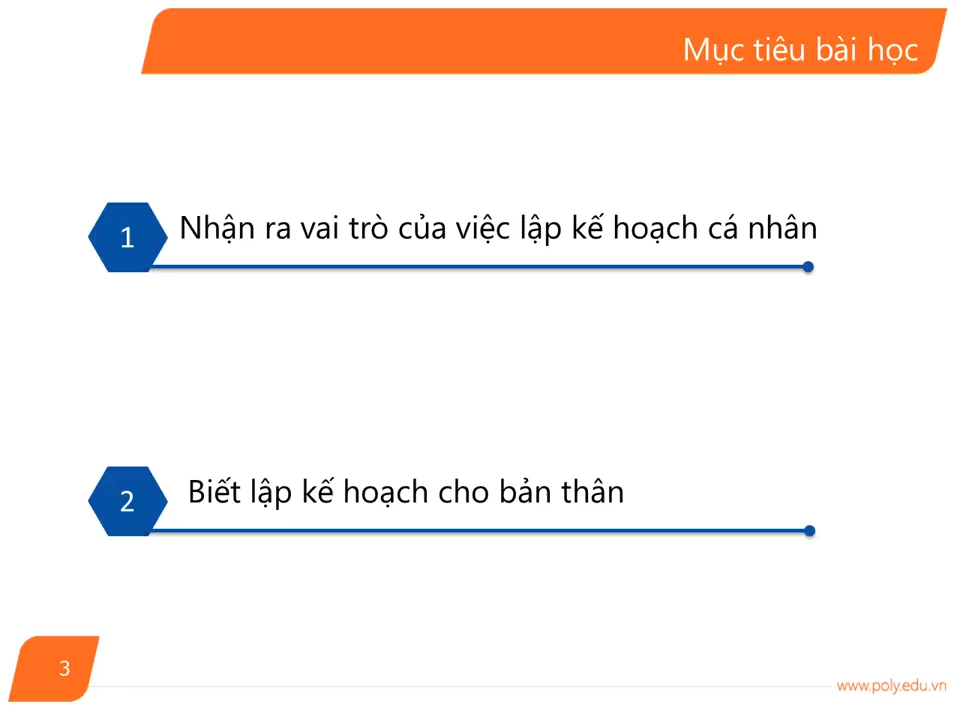 Mục tiêu bài học
1
Nhận ra vai trò của việc lập kế hoạch cá nhân
2
Biết lập kế hoạch cho bản thân
3
www.poly.edu.vn